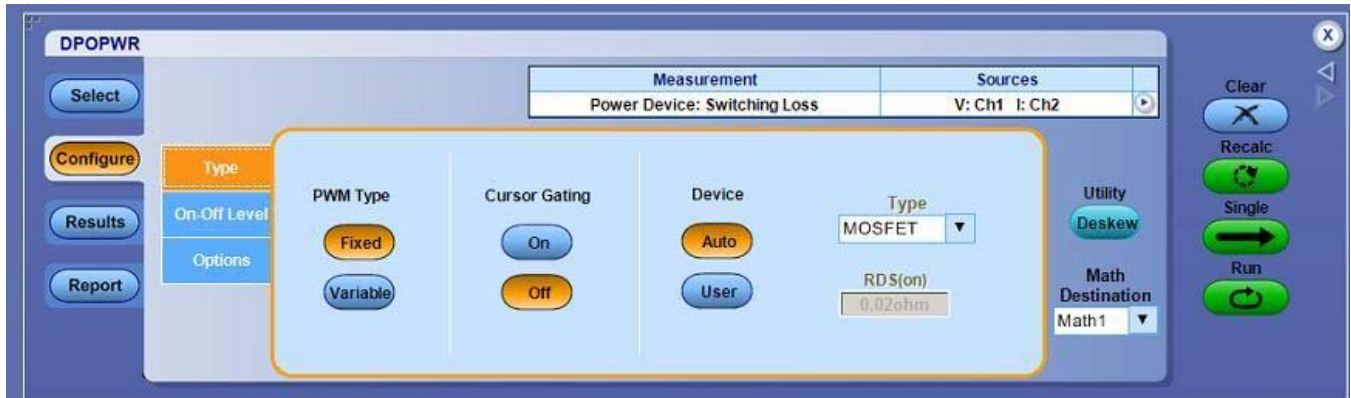 DPOPWR
X
Select
Measurement Sources
Power Device: Switching Loss V: Ch1 I: Ch2
Clear
Configure
Recalc
Type
PWM Type Cursor Gating Device Type
Utility
Single
Results
On-Off Level
Fixed On Auto MOSFET
Deskew
Options
Run
Report
Variable Off User RDS(on)
0.02ohm
Math
Destination
Math1